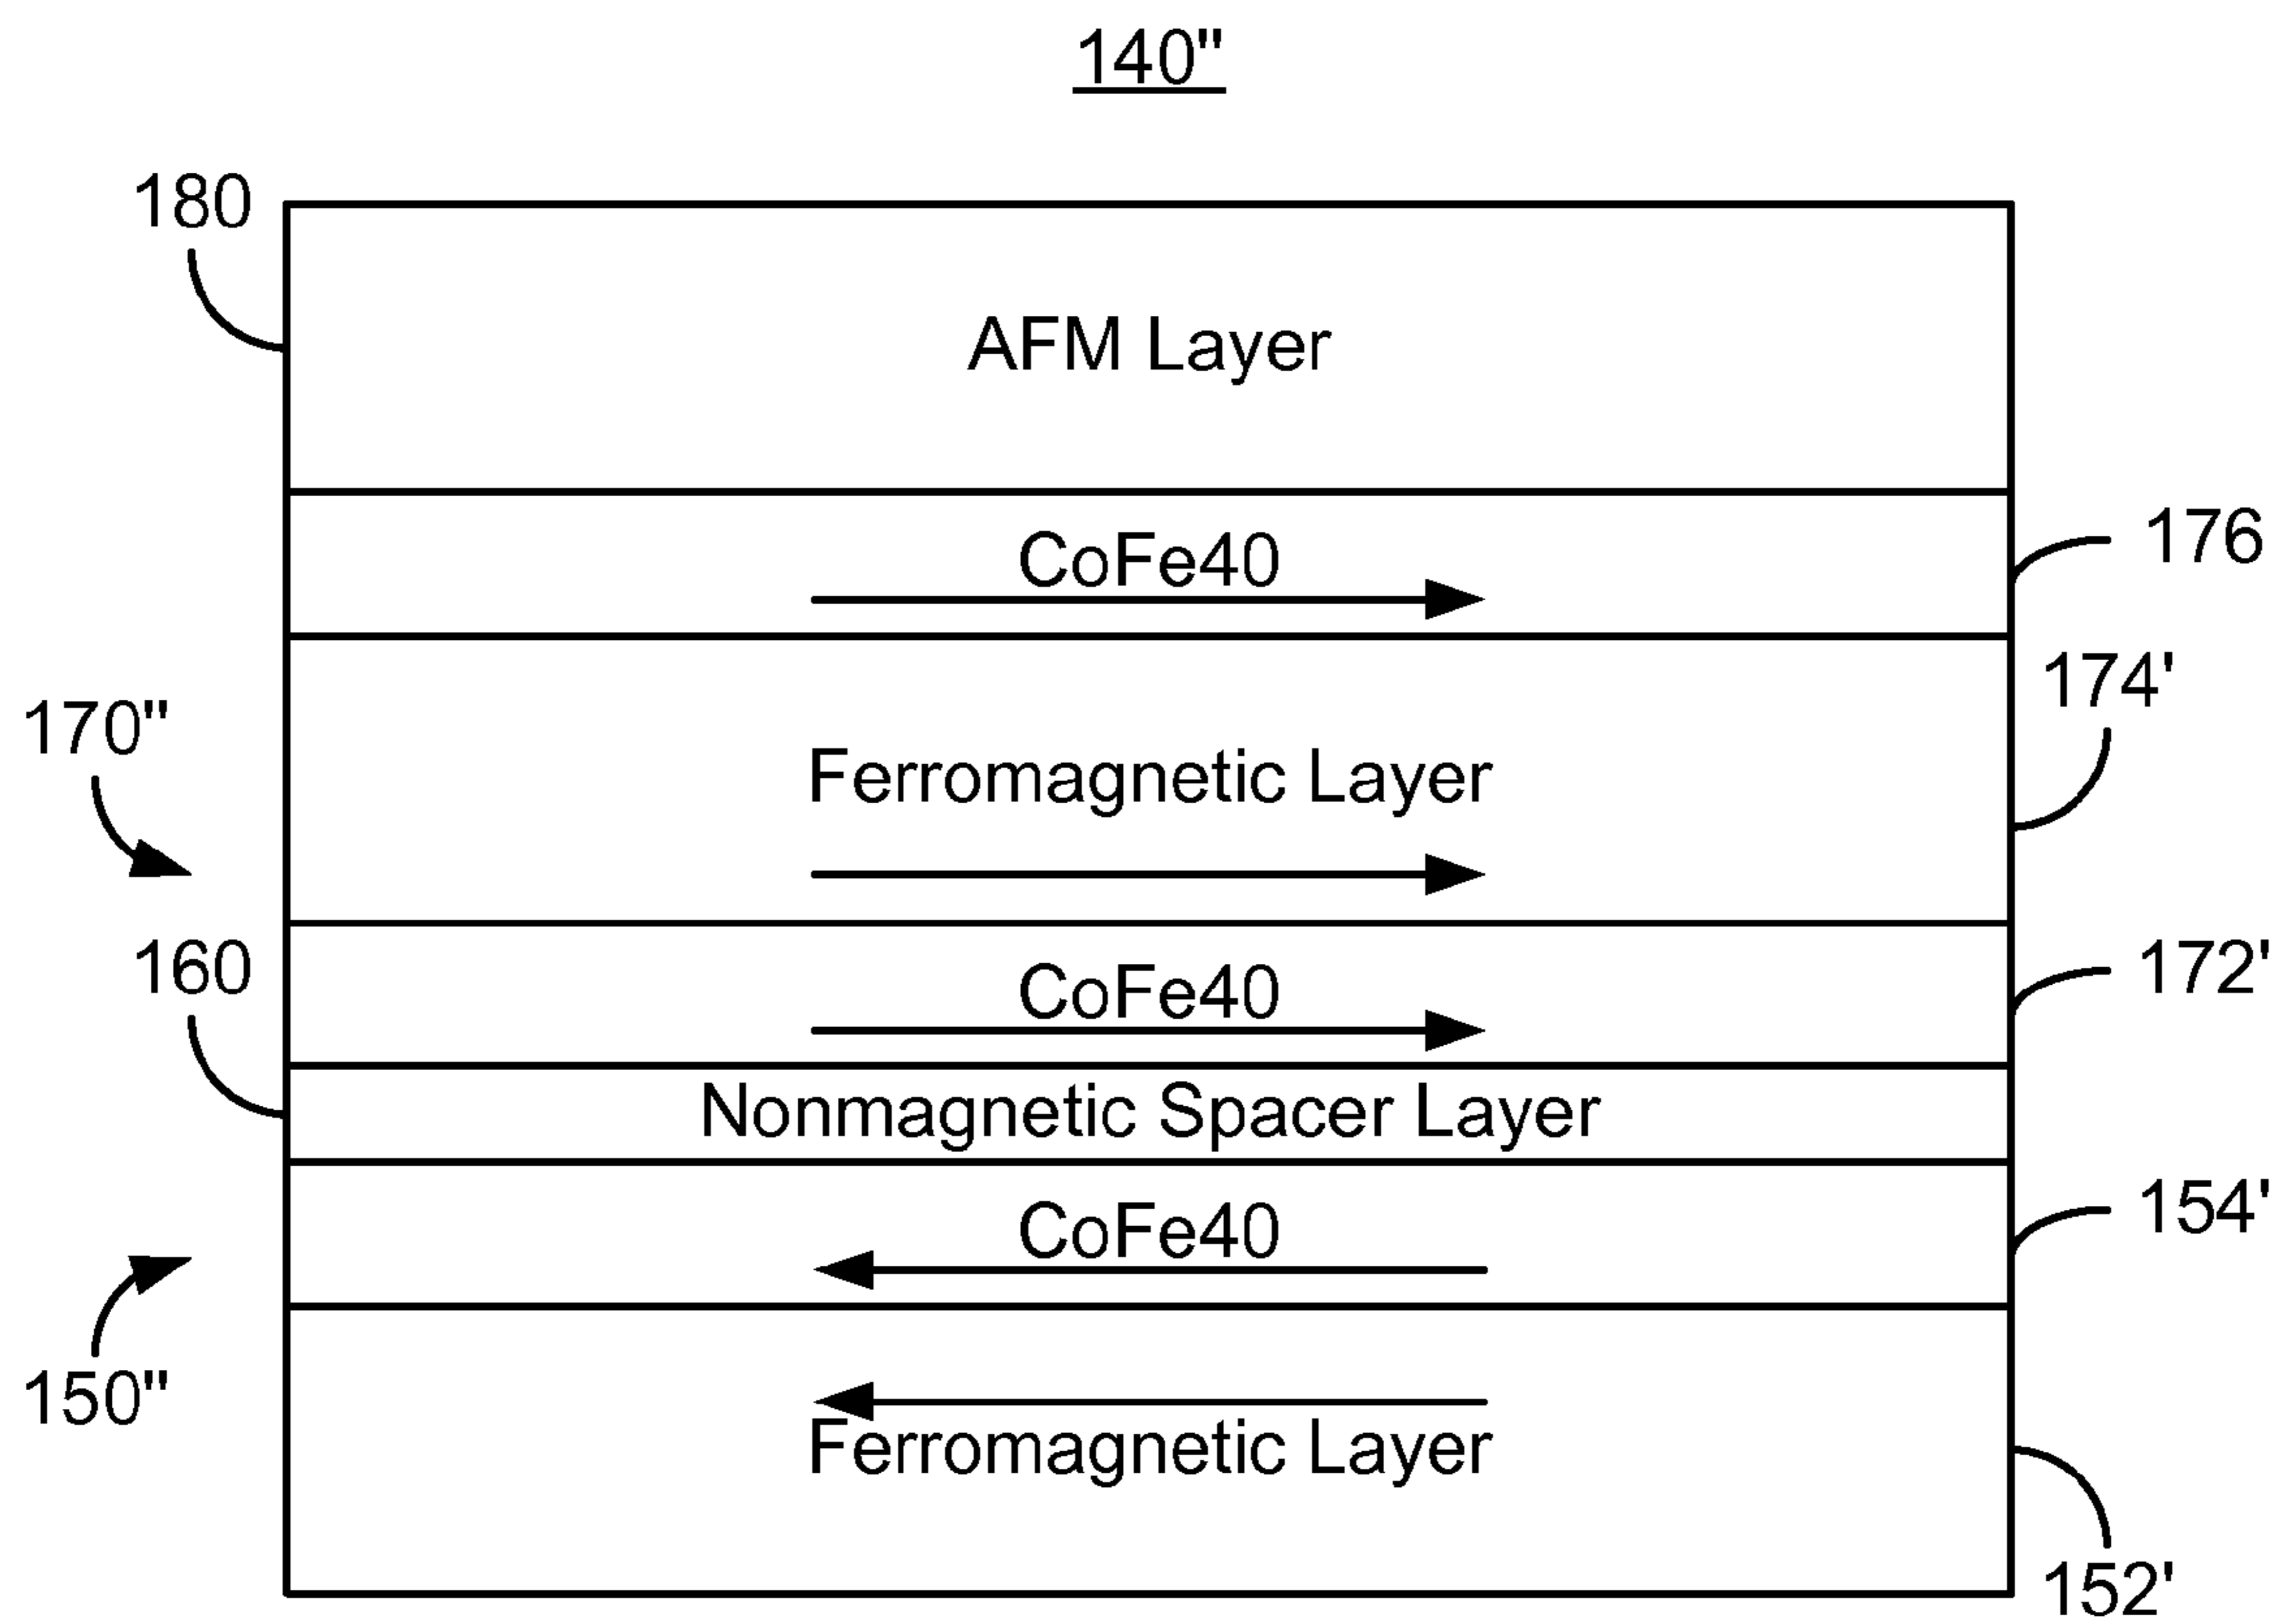 140"
180
AFM Layer
CoFe40
176
174'
170"
Ferromagnetic Layer
160
CoFe40
172'
Nonmagnetic Spacer Layer
CoFe40
154'
150"
Ferromagnetic Layer
152'